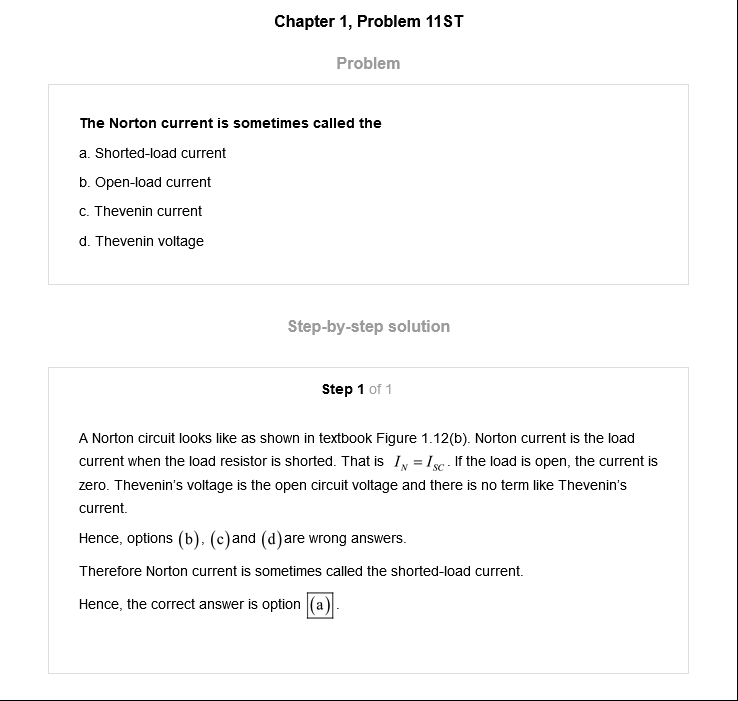 Chapter 1, Problem 11ST
Problem
The Norton current is sometimes called the
a. Shorted-load current
b. Open-load current
c. Thevenin current
d. Thevenin voltage
Step-by-step solution
Step 1 of 1
A Norton circuit looks like as shown in textbook Figure 1.12(b). Norton current is the load
current when the load resistor is shorted. That is I_N = I_SC. If the load is open, the current is
zero. Thevenin's voltage is the open circuit voltage and there is no term like Thevenin's
current.
Hence, options (b), (c)and (d)are wrong answers.
Therefore Norton current is sometimes called the shorted-load current.
Hence, the correct answer is option (a).